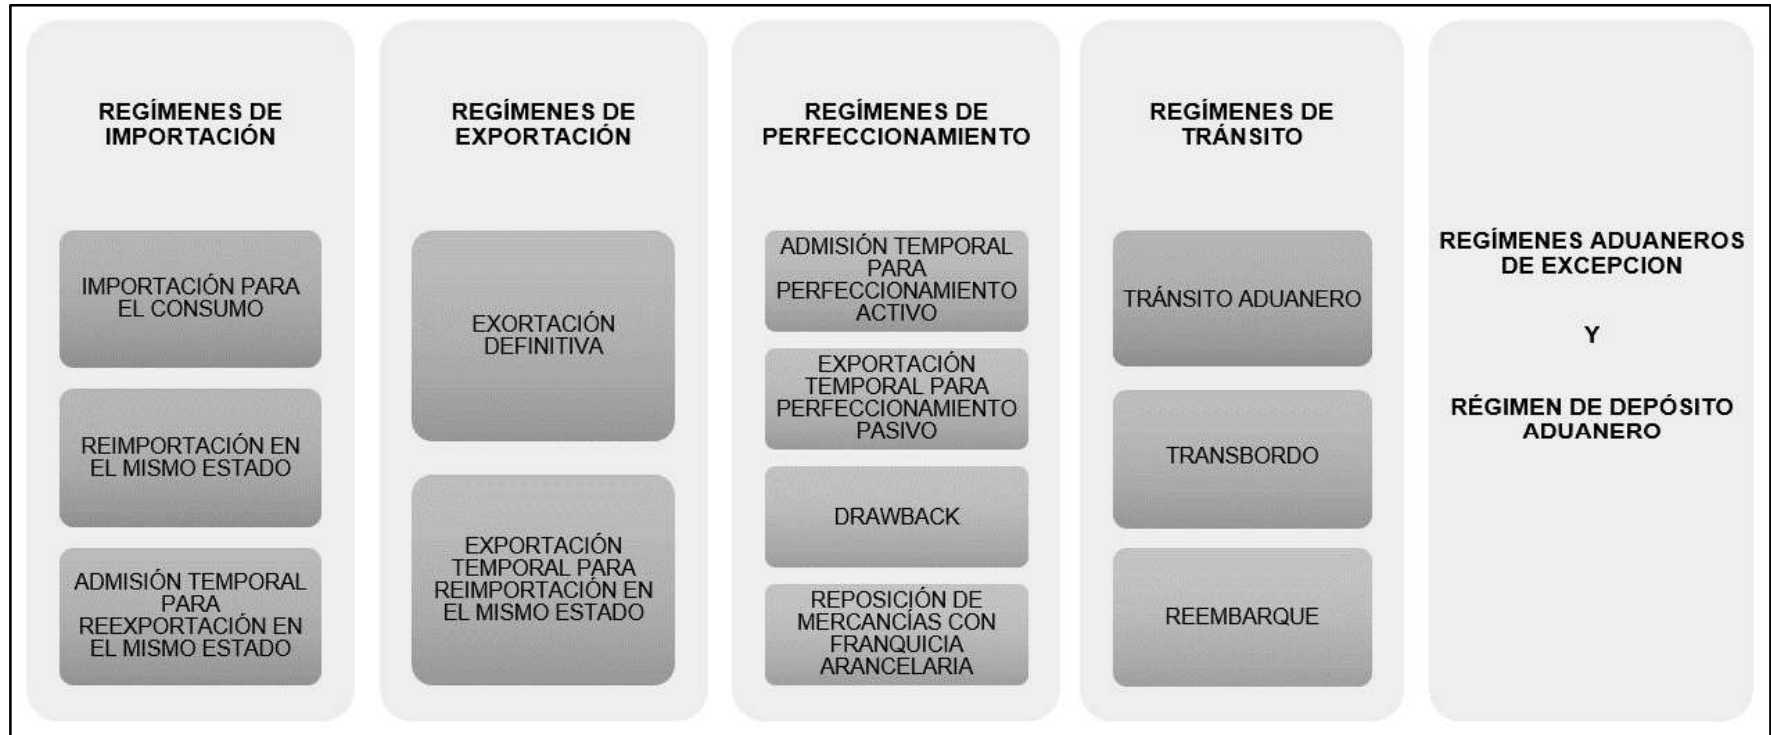 REGÍMENES DE
IMPORTACIÓN
IMPORTACIÓN PARA
EL CONSUMO
REIMPORTACIÓN EN
EL MISMO ESTADO
ADMISIÓN TEMPORAL
PARA
REEXPORTACIÓN EN
EL MISMO ESTADO
REGÍMENES DE
EXPORTACIÓN
EXORTACIÓN
DEFINITIVA
EXPORTACIÓN
TEMPORAL PARA
REIMPORTACIÓN EN
EL MISMO ESTADO
REGÍMENES DE
PERFECCIONAMIENTO
ADMISIÓN TEMPORAL
PARA
PERFECCIONAMIENTO
ACTIVO
EXPORTACIÓN
TEMPORAL PARA
PERFECCIONAMIENTO
PASIVO
DRAWBACK
REPOSICIÓN DE
MERCANCÍAS CON
FRANQUICIA
ARANCELARIA
REGÍMENES DE
TRÁNSITO
TRÁNSITO ADUANERO
TRANSBORDO
REEMBARQUE
REGÍMENES ADUANEROS
DE EXCEPCION
Y
RÉGIMEN DE DEPÓSITO
ADUANERO